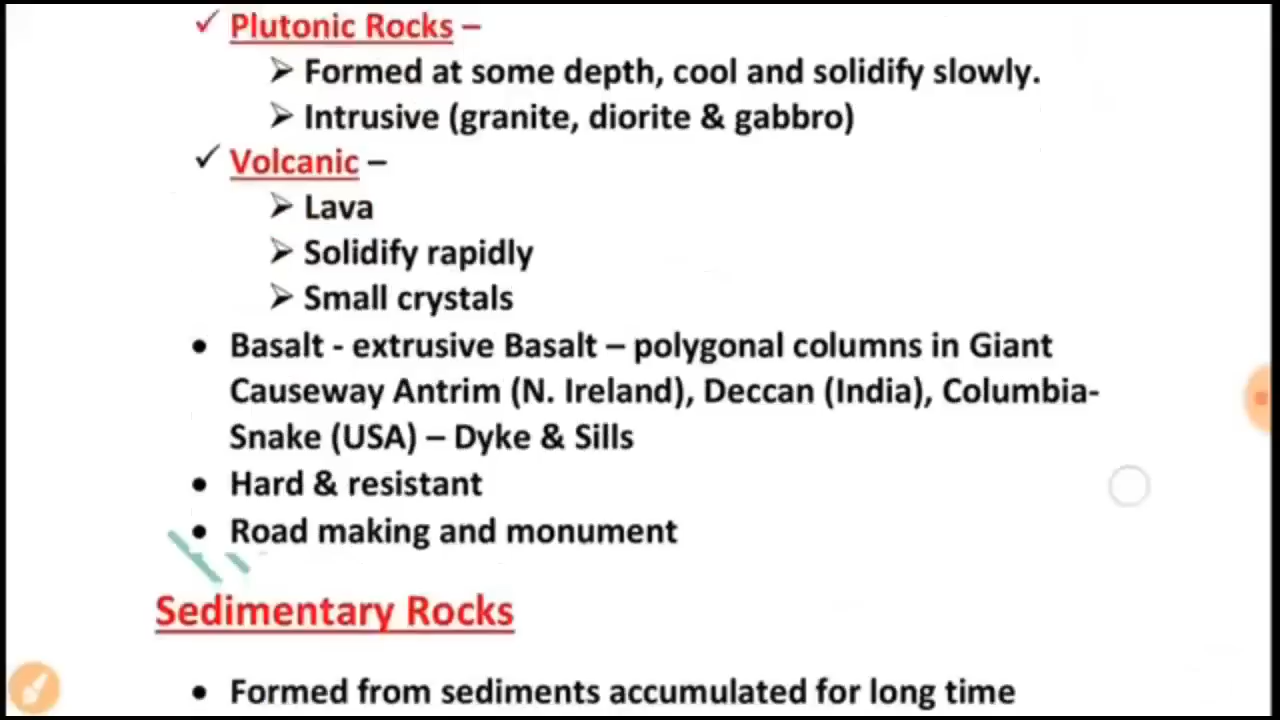 ✓ Plutonic Rocks –
➢ Formed at some depth, cool and solidify slowly.
➢ Intrusive (granite, diorite & gabbro)
✓ Volcanic –
➢ Lava
➢ Solidify rapidly
➢ Small crystals
• Basalt - extrusive Basalt – polygonal columns in Giant
Causeway Antrim (N. Ireland), Deccan (India), Columbia-
Snake (USA) – Dyke & Sills
• Hard & resistant
• Road making and monument
Sedimentary Rocks
• Formed from sediments accumulated for long time